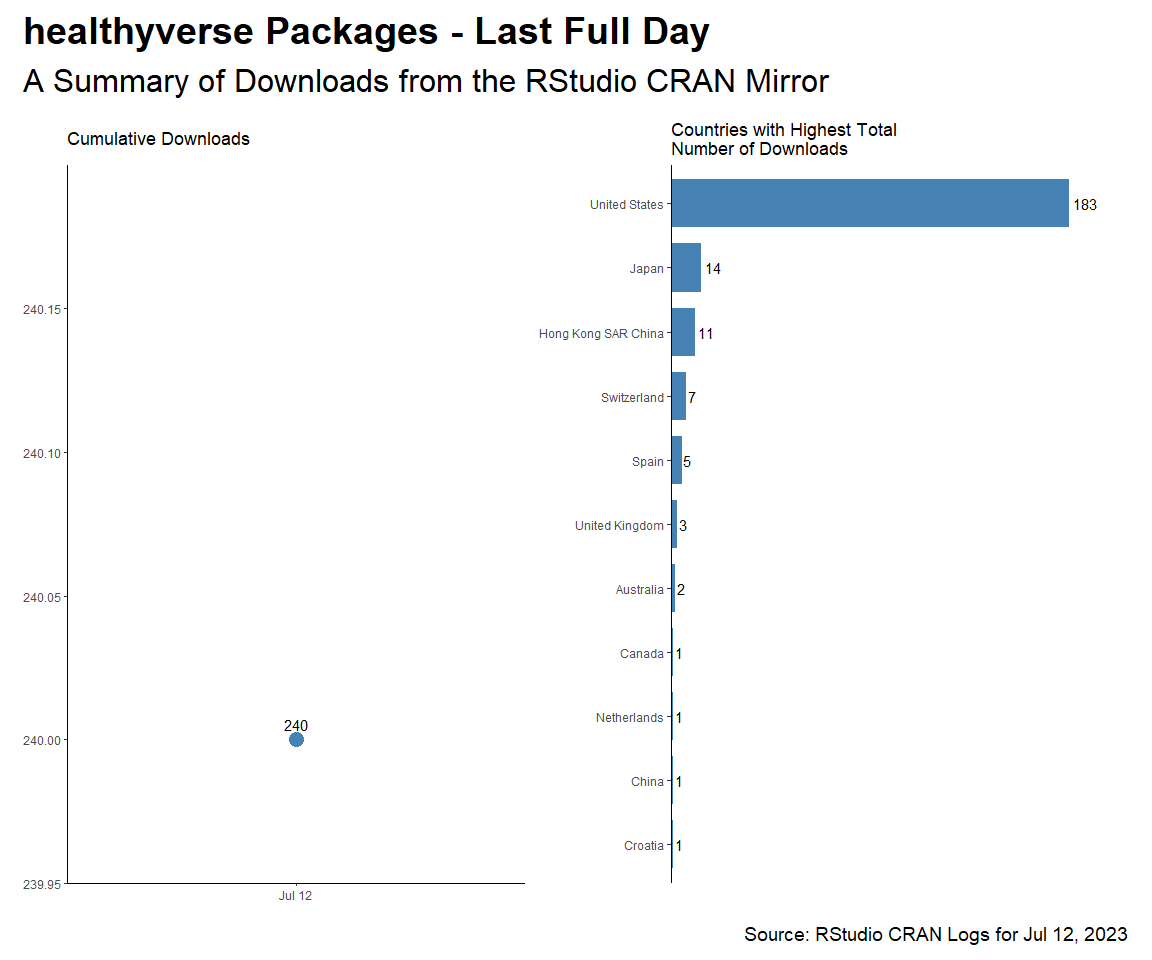 healthyverse Packages - Last Full Day
A Summary of Downloads from the RStudio CRAN Mirror
Cumulative Downloads
240.15
240.10
240.05
240.00
239.95
240
Jul 12
Countries with Highest Total
Number of Downloads
United States 183
Japan 14
Hong Kong SAR China 11
Switzerland 7
Spain 5
United Kingdom 3
Australia 2
Canada 1
Netherlands 1
China 1
Croatia 1
Source: RStudio CRAN Logs for Jul 12, 2023